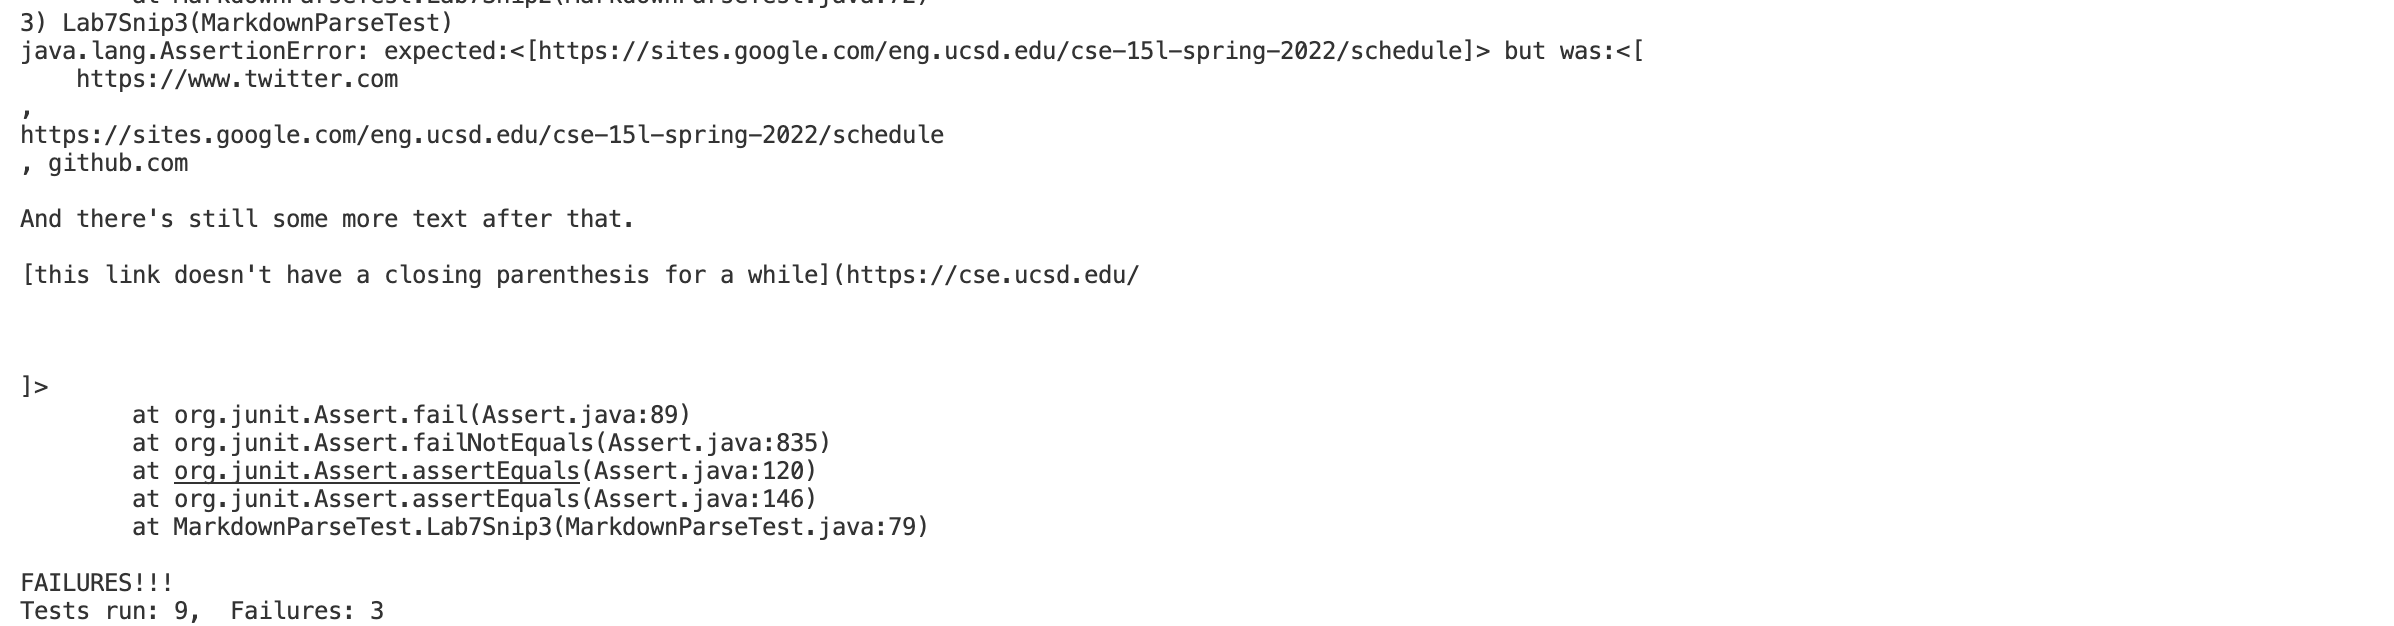 at MarkdownParseTest.Lab7Snip2(MarkdownParseTest.java:72)
3) Lab7Snip3(MarkdownParseTest)
java.lang.AssertionError: expected:<[https://sites.google.com/eng.ucsd.edu/cse-15l-spring-2022/schedule]> but was:<[
    https://www.twitter.com
,
https://sites.google.com/eng.ucsd.edu/cse-15l-spring-2022/schedule
, github.com
And there's still some more text after that.
[this link doesn't have a closing parenthesis for a while](https://cse.ucsd.edu/
]>
        at org.junit.Assert.fail(Assert.java:89)
        at org.junit.Assert.failNotEquals(Assert.java:835)
        at org.junit.Assert.assertEquals(Assert.java:120)
        at org.junit.Assert.assertEquals(Assert.java:146)
        at MarkdownParseTest.Lab7Snip3(MarkdownParseTest.java:79)
FAILURES!!!
Tests run: 9,  Failures: 3